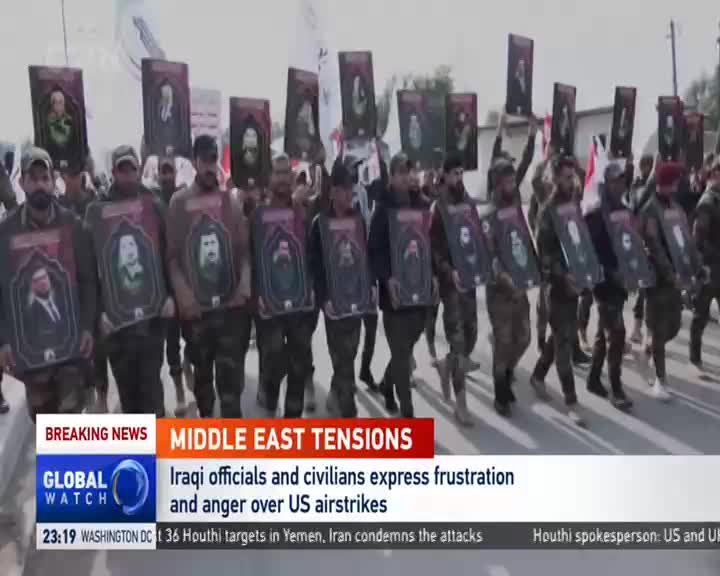 BREAKING NEWS
MIDDLE EAST TENSIONS
Iraqi officials and civilians express frustration
and anger over US airstrikes
GLOBAL
WATCH
23:19 WASHINGTON DC
t 36 Houthi targets in Yemen, Iran condemns the attacks Houthi spokesperson: US and U